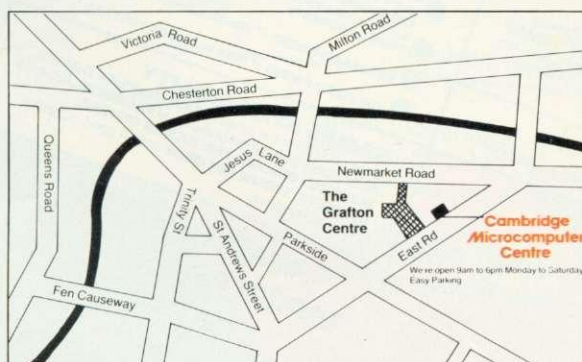 Victoria Road
Milton Road
Chesterton Road
Queens Road
Jesus Lane
Trinity St
St Andrews Street
Newmarket Road
The
Grafton
Centre
Parkside
East Rd
Cambridge
Microcomputer
Centre
We're open 9am to 6pm Monday to Saturday
Easy Parking
Fen Causeway